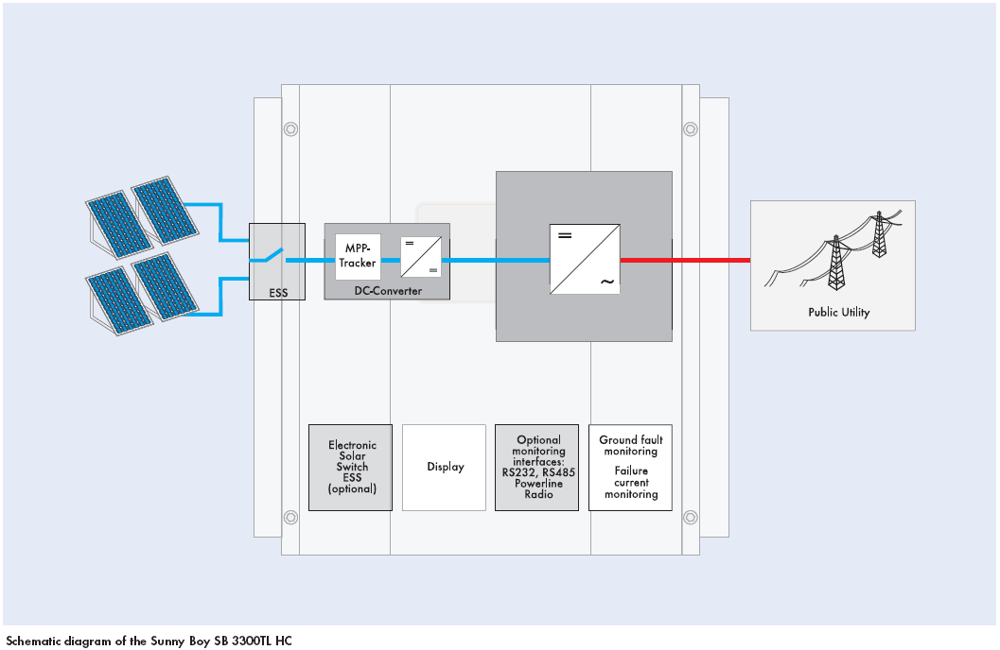 MPP-
Tracker
=
=
DC-Converter
ESS
=
~
Public Utility
Electronic
Solar
Switch
ESS
(optional)
Display
Optional
monitoring
interfaces:
RS232, RS485
Powerline
Radio
Ground fault
monitoring
Failure
current
monitoring
Schematic diagram of the Sunny Boy SB 3300TL HC